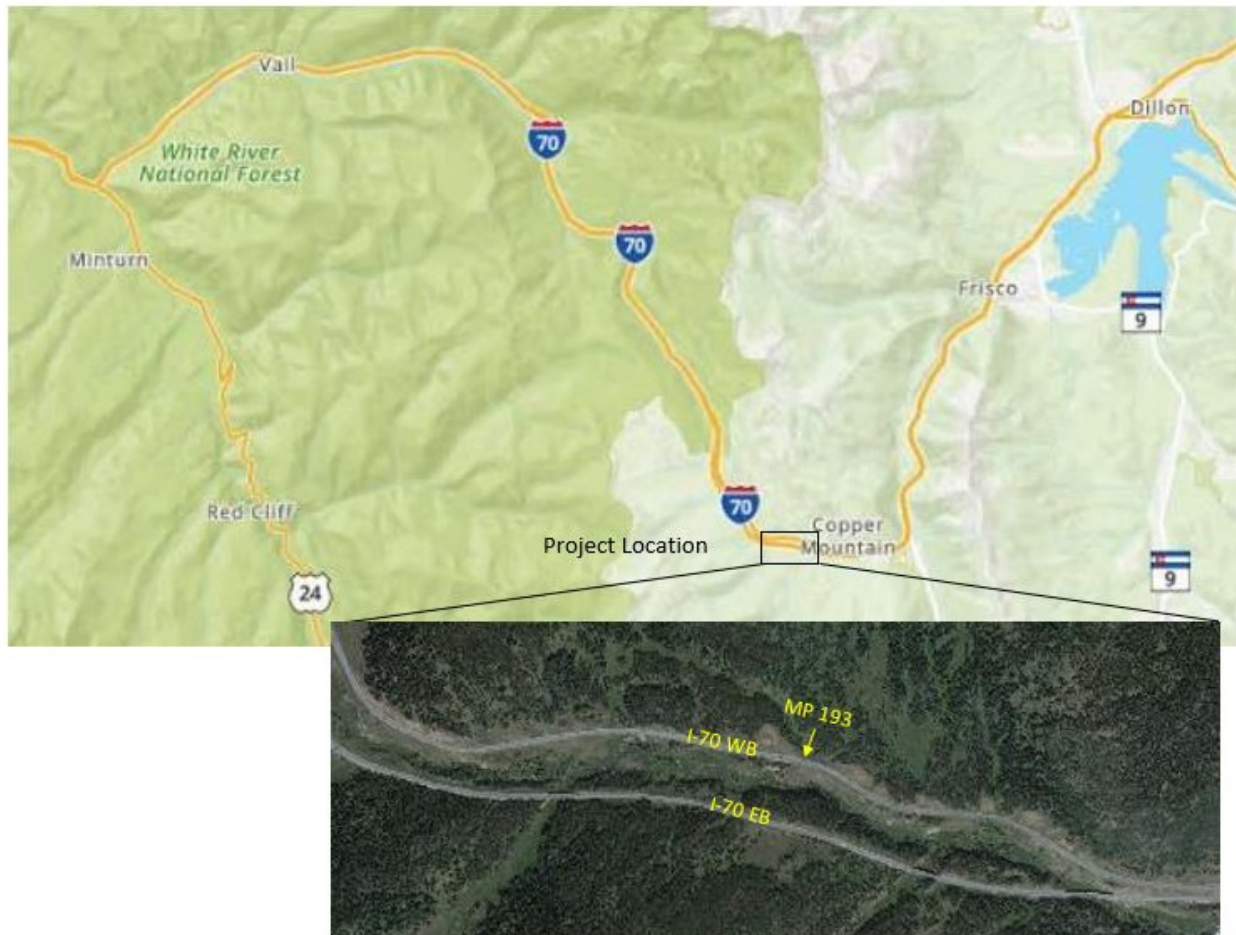 Vail
70
Dillon
White River
National Forest
70
Minturn
Frisco
9
Red Cliff
70
Copper
Mountain
Project Location
9
24
MP 193
I-70 WB
I-70 EB